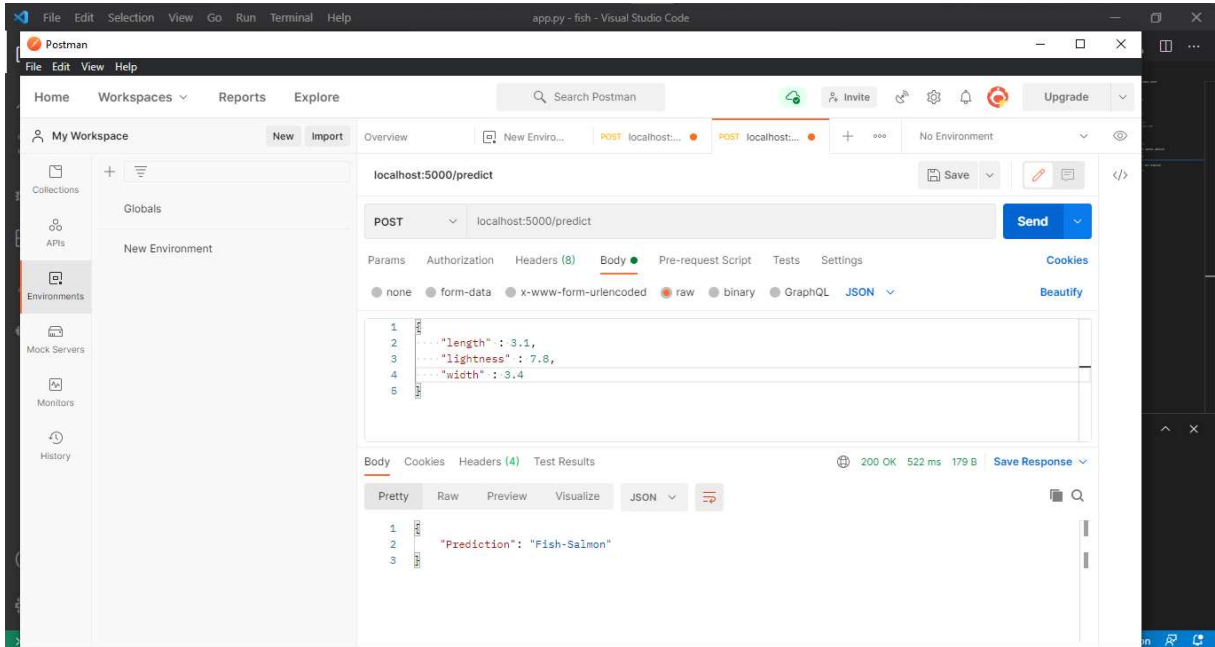 File Edit Selection View Go Run Terminal Help app.py - fish - Visual Studio Code
Postman
File Edit View Help
Home Workspaces Reports Explore Search Postman Invite Upgrade
My Workspace New Import Overview New Enviro... POST localhost:... POST localhost:... No Environment
Collections
APIs
Environments
Mock Servers
Monitors
History
Globals
New Environment
localhost:5000/predict Save
POST localhost:5000/predict Send
Params Authorization Headers (8) Body Pre-request Script Tests Settings Cookies
none form-data x-www-form-urlencoded raw binary GraphQL JSON Beautify
1 {
2 "length" : 3.1,
3 "lightness" : 7.8,
4 "width" : 3.4
5 }
Body Cookies Headers (4) Test Results 200 OK 522 ms 179 B Save Response
Pretty Raw Preview Visualize JSON
1 {
2 "Prediction": "Fish-Salmon"
3 }